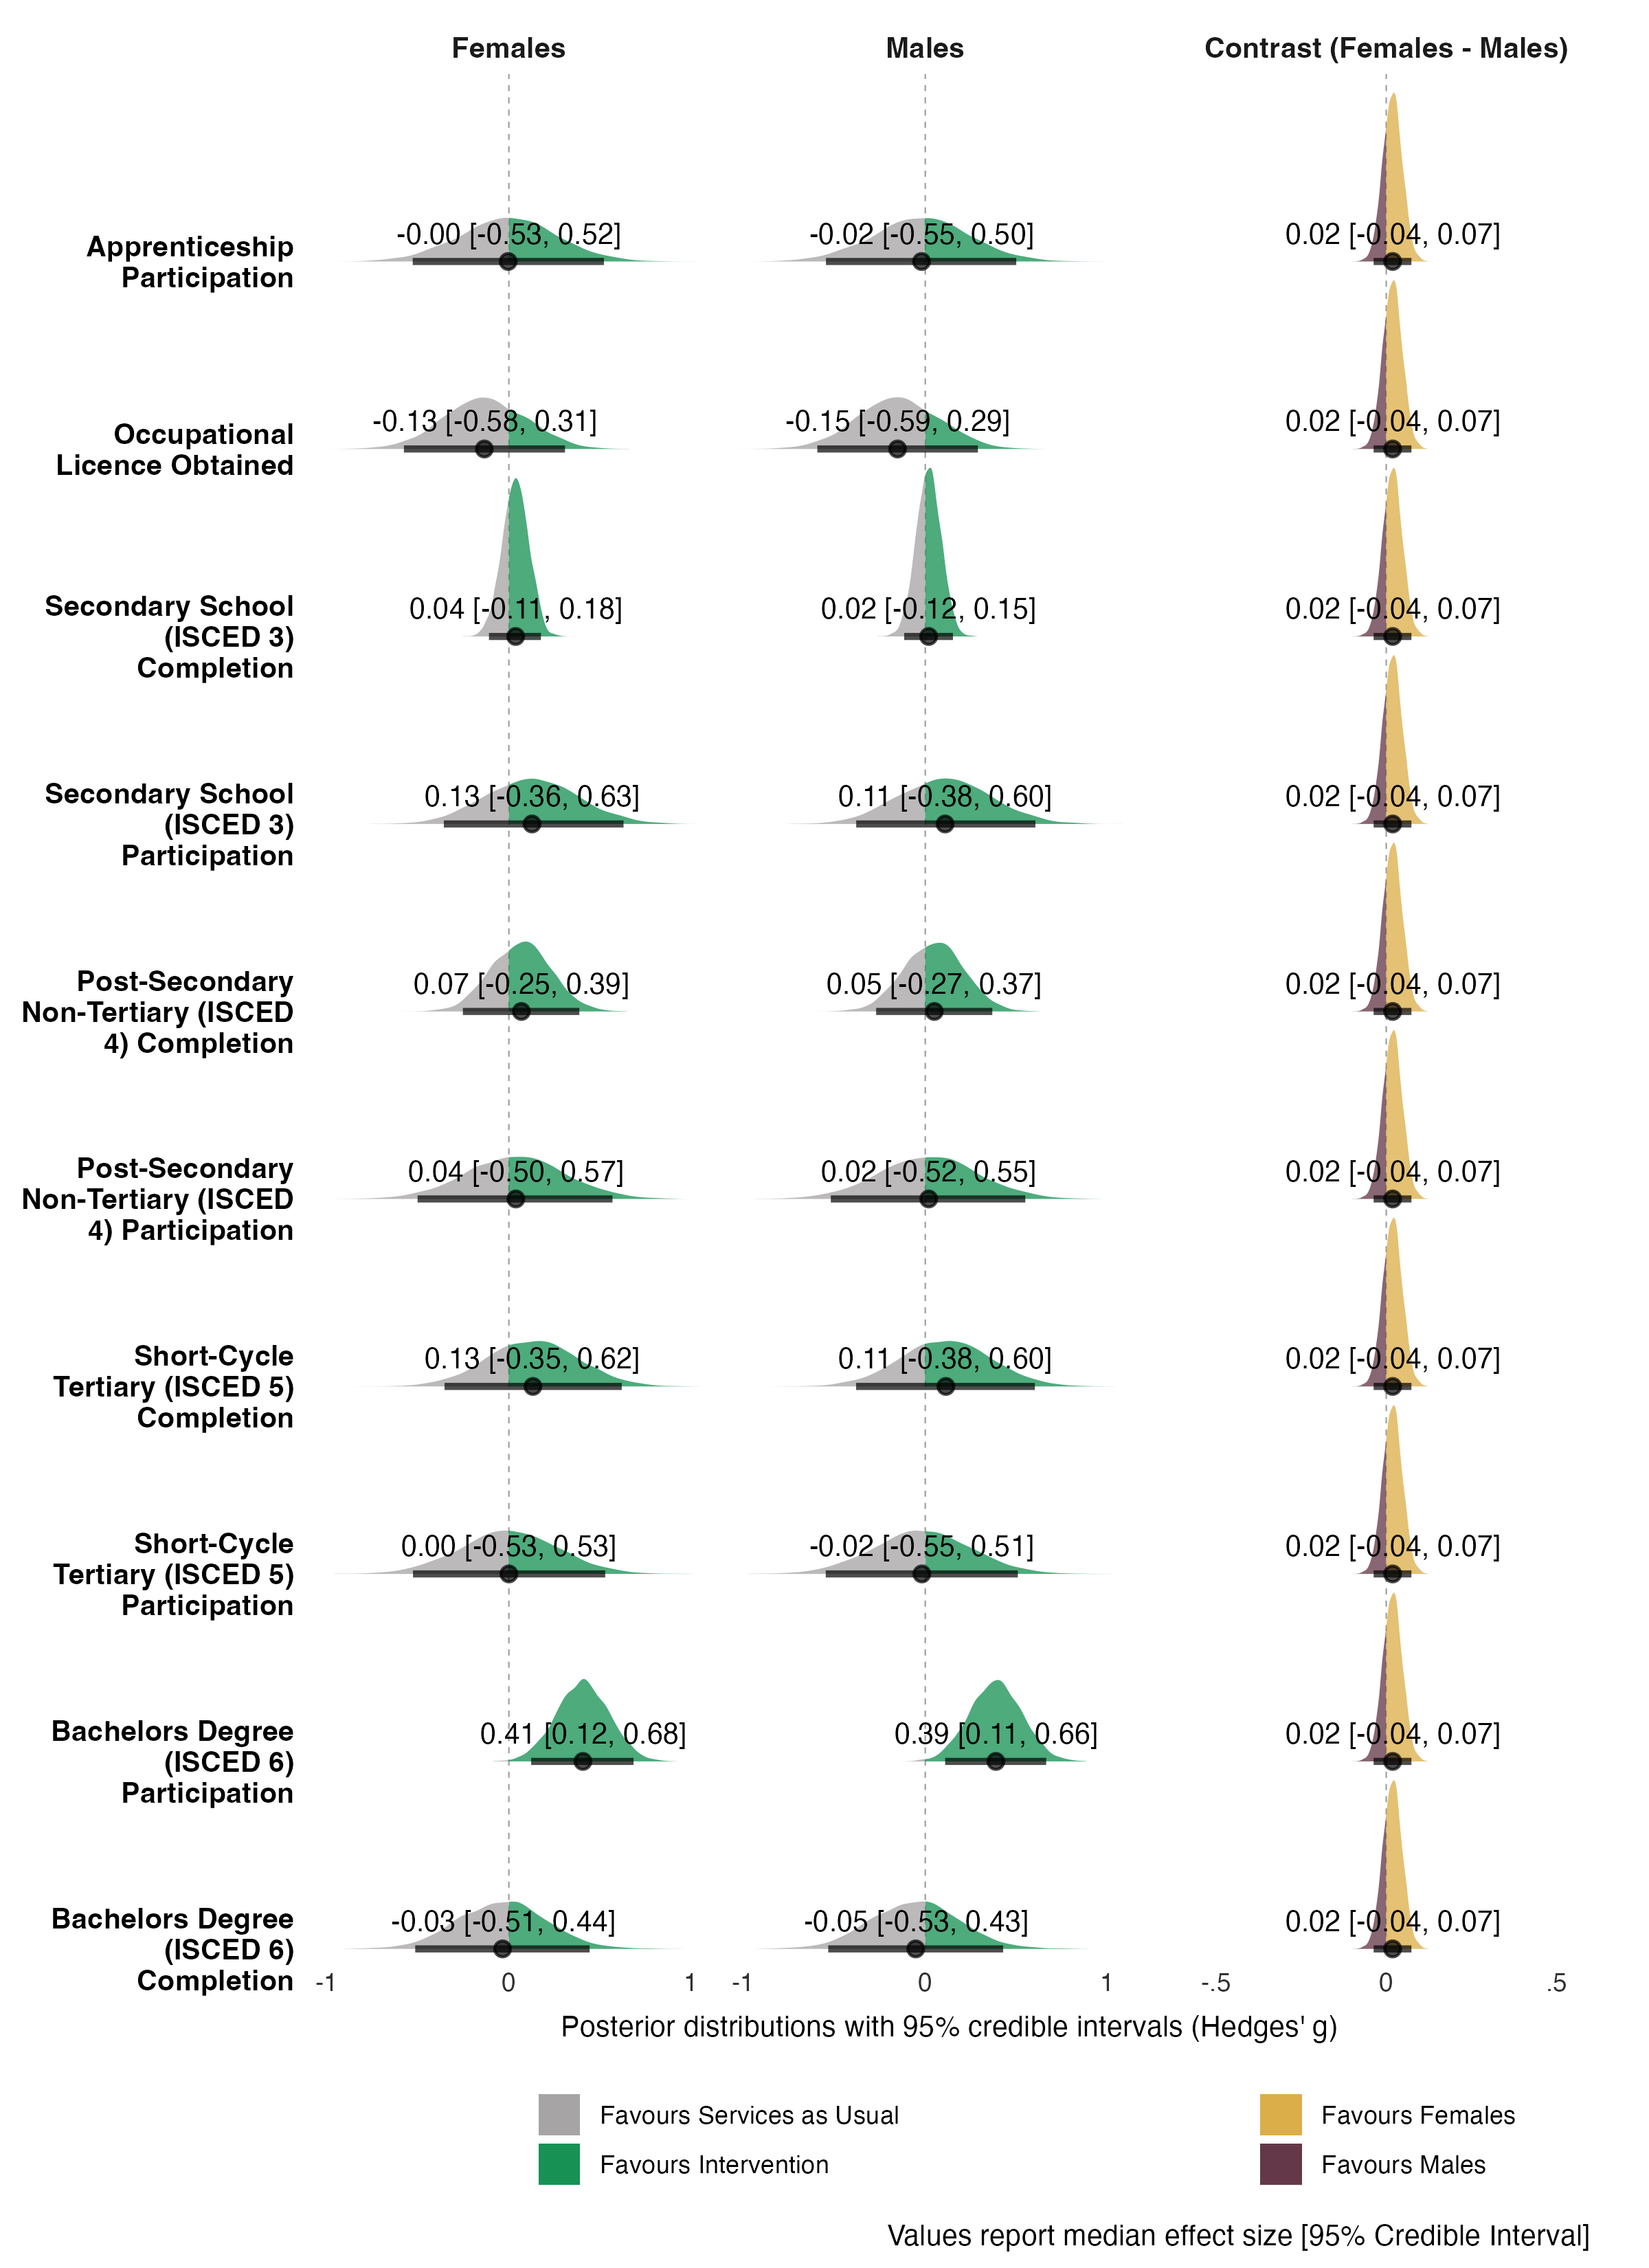 Females Males Contrast (Females - Males)
Apprenticeship
Participation
-0.00 [-0.53, 0.52] -0.02 [-0.55, 0.50] 0.02 [-0.04, 0.07]
Occupational
Licence Obtained
-0.13 [-0.58, 0.31] -0.15 [-0.59, 0.29] 0.02 [-0.04, 0.07]
Secondary School
(ISCED 3)
Completion
0.04 [-0.11, 0.18] 0.02 [-0.12, 0.15] 0.02 [-0.04, 0.07]
Secondary School
(ISCED 3)
Participation
0.13 [-0.36, 0.63] 0.11 [-0.38, 0.60] 0.02 [-0.04, 0.07]
Post-Secondary
Non-Tertiary (ISCED
4) Completion
0.07 [-0.25, 0.39] 0.05 [-0.27, 0.37] 0.02 [-0.04, 0.07]
Post-Secondary
Non-Tertiary (ISCED
4) Participation
0.04 [-0.50, 0.57] 0.02 [-0.52, 0.55] 0.02 [-0.04, 0.07]
Short-Cycle
Tertiary (ISCED 5)
Completion
0.13 [-0.35, 0.62] 0.11 [-0.38, 0.60] 0.02 [-0.04, 0.07]
Short-Cycle
Tertiary (ISCED 5)
Participation
0.00 [-0.53, 0.53] -0.02 [-0.55, 0.51] 0.02 [-0.04, 0.07]
Bachelors Degree
(ISCED 6)
Participation
0.41 [0.12, 0.68] 0.39 [0.11, 0.66] 0.02 [-0.04, 0.07]
Bachelors Degree
(ISCED 6)
Completion
-0.03 [-0.51, 0.44] -0.05 [-0.53, 0.43] 0.02 [-0.04, 0.07]
-1 0 1 -1 0 1 -.5 0 .5
Posterior distributions with 95% credible intervals (Hedges' g)
Favours Services as Usual
Favours Intervention
Favours Females
Favours Males
Values report median effect size [95% Credible Interval]